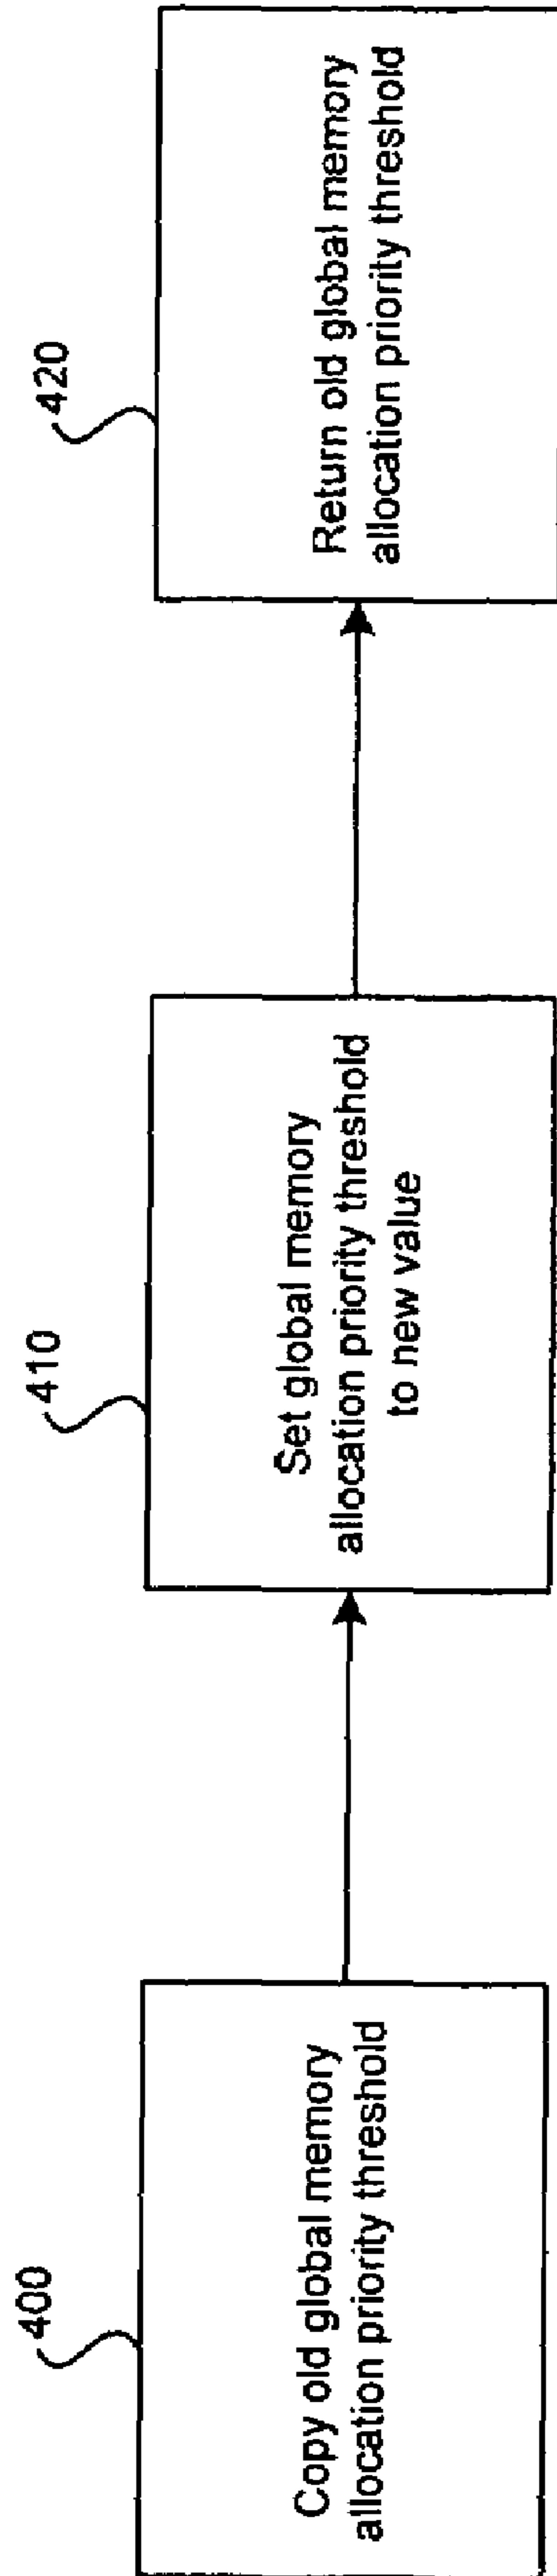 400
Copy old global memory
allocation priority threshold
410
Set global memory
allocation priority threshold
to new value
420
Return old global memory
allocation priority threshold